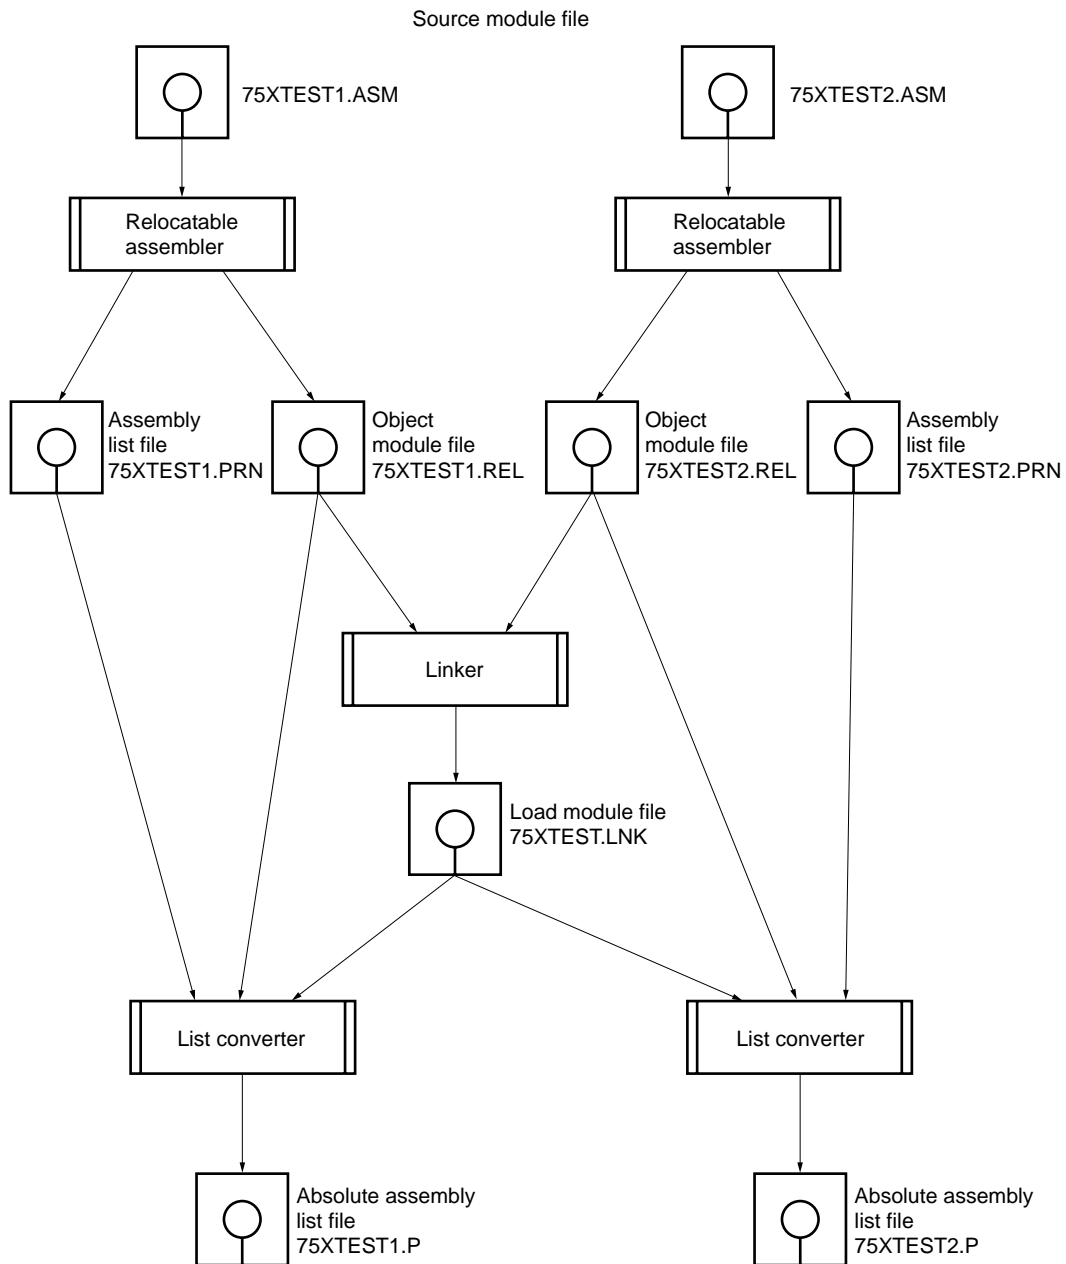 Source module file
75XTEST1.ASM
75XTEST2.ASM
Relocatable
assembler
Relocatable
assembler
Assembly
list file
75XTEST1.PRN
Object
module file
75XTEST1.REL
Object
module file
75XTEST2.REL
Assembly
list file
75XTEST2.PRN
Linker
Load module file
75XTEST.LNK
List converter
List converter
Absolute assembly
list file
75XTEST1.P
Absolute assembly
list file
75XTEST2.P